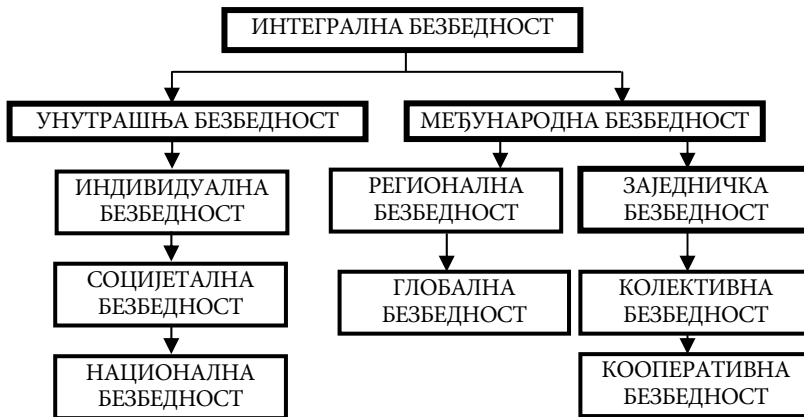 ИНТЕГРАЛНА БЕЗБЕДНОСТ
УНУТРАШЊА БЕЗБЕДНОСТ
МЕЂУНАРОДНА БЕЗБЕДНОСТ
ИНДИВИДУАЛНА
БЕЗБЕДНОСТ
РЕГИОНАЛНА
БЕЗБЕДНОСТ
ЗАЈЕДНИЧКА
БЕЗБЕДНОСТ
СОЦИЈЕТАЛНА
БЕЗБЕДНОСТ
ГЛОБАЛНА
БЕЗБЕДНОСТ
КОЛЕКТИВНА
БЕЗБЕДНОСТ
НАЦИОНАЛНА
БЕЗБЕДНОСТ
КООПЕРАТИВНА
БЕЗБЕДНОСТ